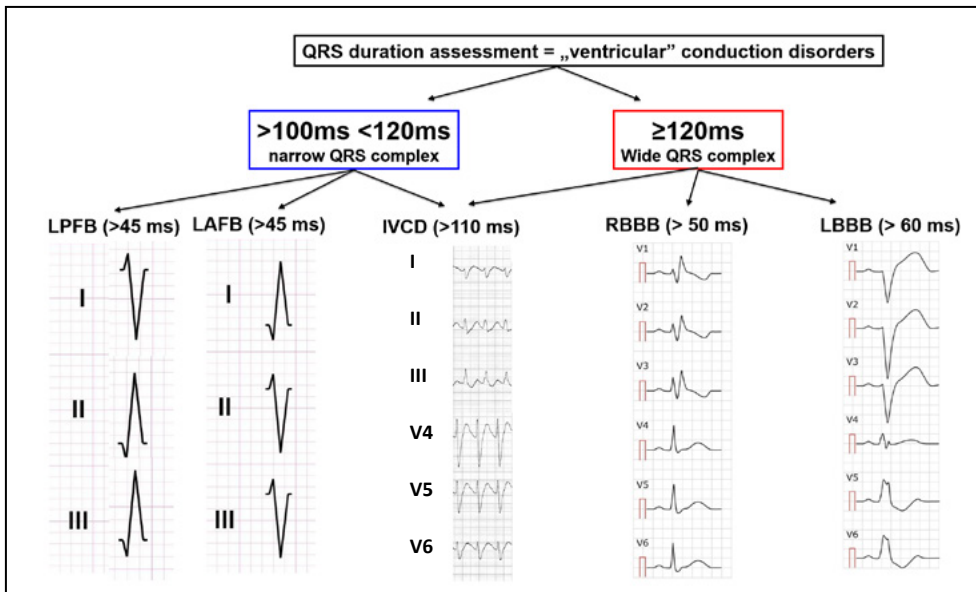 QRS duration assessment = „ventricular” conduction disorders
>100ms <120ms
narrow QRS complex
≥120ms
Wide QRS complex
LPFB (>45 ms)
I
II
III
LAFB (>45 ms)
I
II
III
IVCD (>110 ms)
I
II
III
V4
V5
V6
RBBB (> 50 ms)
V1
V2
V3
V4
V5
V6
LBBB (> 60 ms)
V1
V2
V3
V4
V5
V6